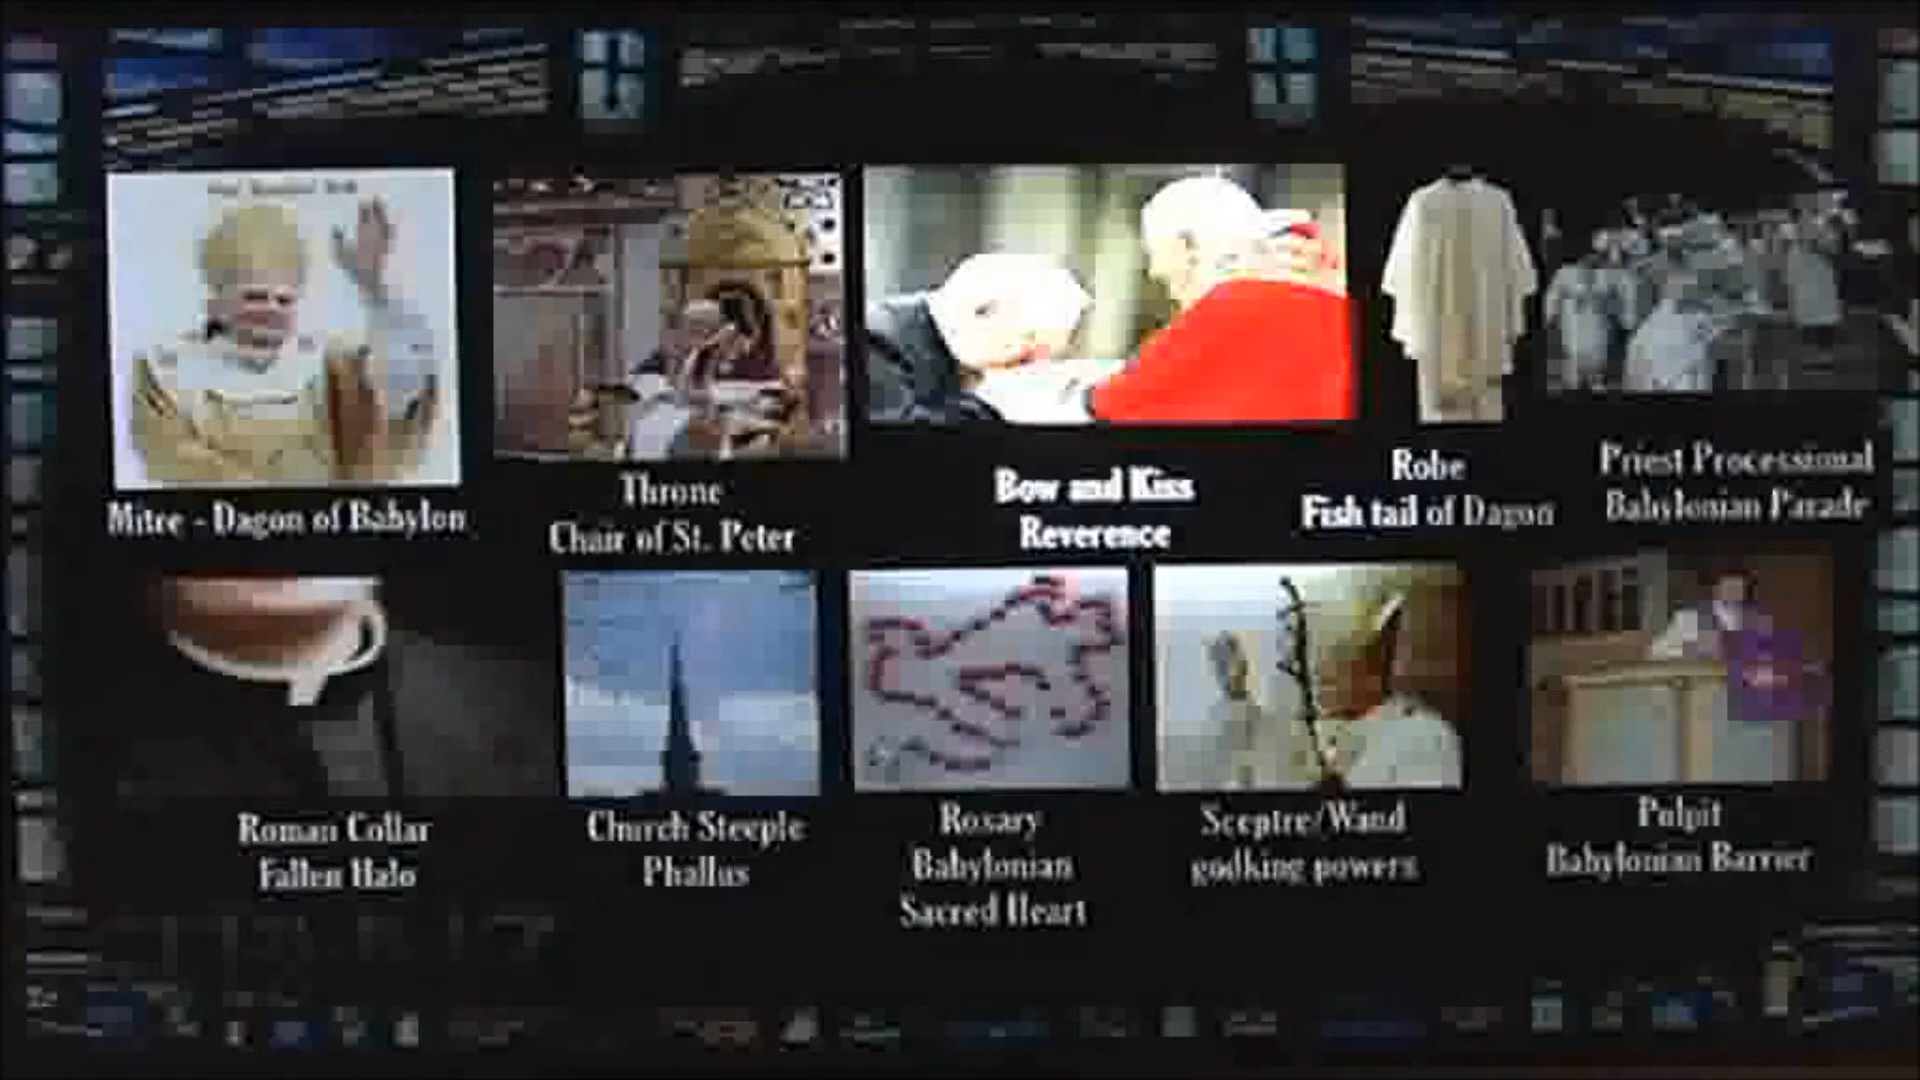 Mitre - Dagon of Babylon
Throne
Chair of St. Peter
Bow and Kiss
Reverence
Robe
Fish tail of Dagon
Priest Processional
Babylonian Parade
Roman Collar
Fallen Halo
Church Steeple
Phallus
Rosary
Babylonian
Sacred Heart
Sceptre/Wand
godking powers
Pulpit
Babylonian Barrier